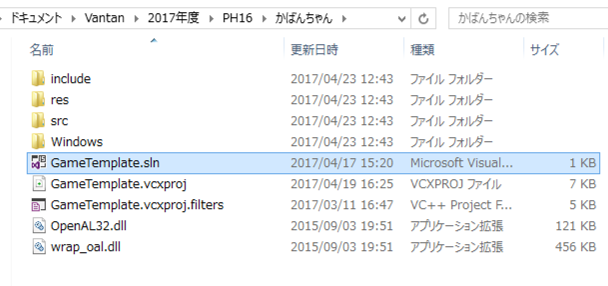 ドキュメント > Vantan > 2017年度 > PH16 > かばんちゃん > かばんちゃんの検索
名前 更新日時 種類 サイズ
include 2017/04/23 12:43 ファイル フォルダー
res 2017/04/23 12:43 ファイル フォルダー
src 2017/04/23 12:43 ファイル フォルダー
Windows 2017/04/23 12:43 ファイル フォルダー
GameTemplate.sln 2017/04/17 15:20 Microsoft Visual... 1 KB
GameTemplate.vcxproj 2017/04/19 16:25 VCXPROJ ファイル 7 KB
GameTemplate.vcxproj.filters 2017/03/11 16:47 VC++ Project F... 5 KB
OpenAL32.dll 2015/09/03 19:51 アプリケーション拡張 121 KB
wrap_oal.dll 2015/09/03 19:51 アプリケーション拡張 456 KB